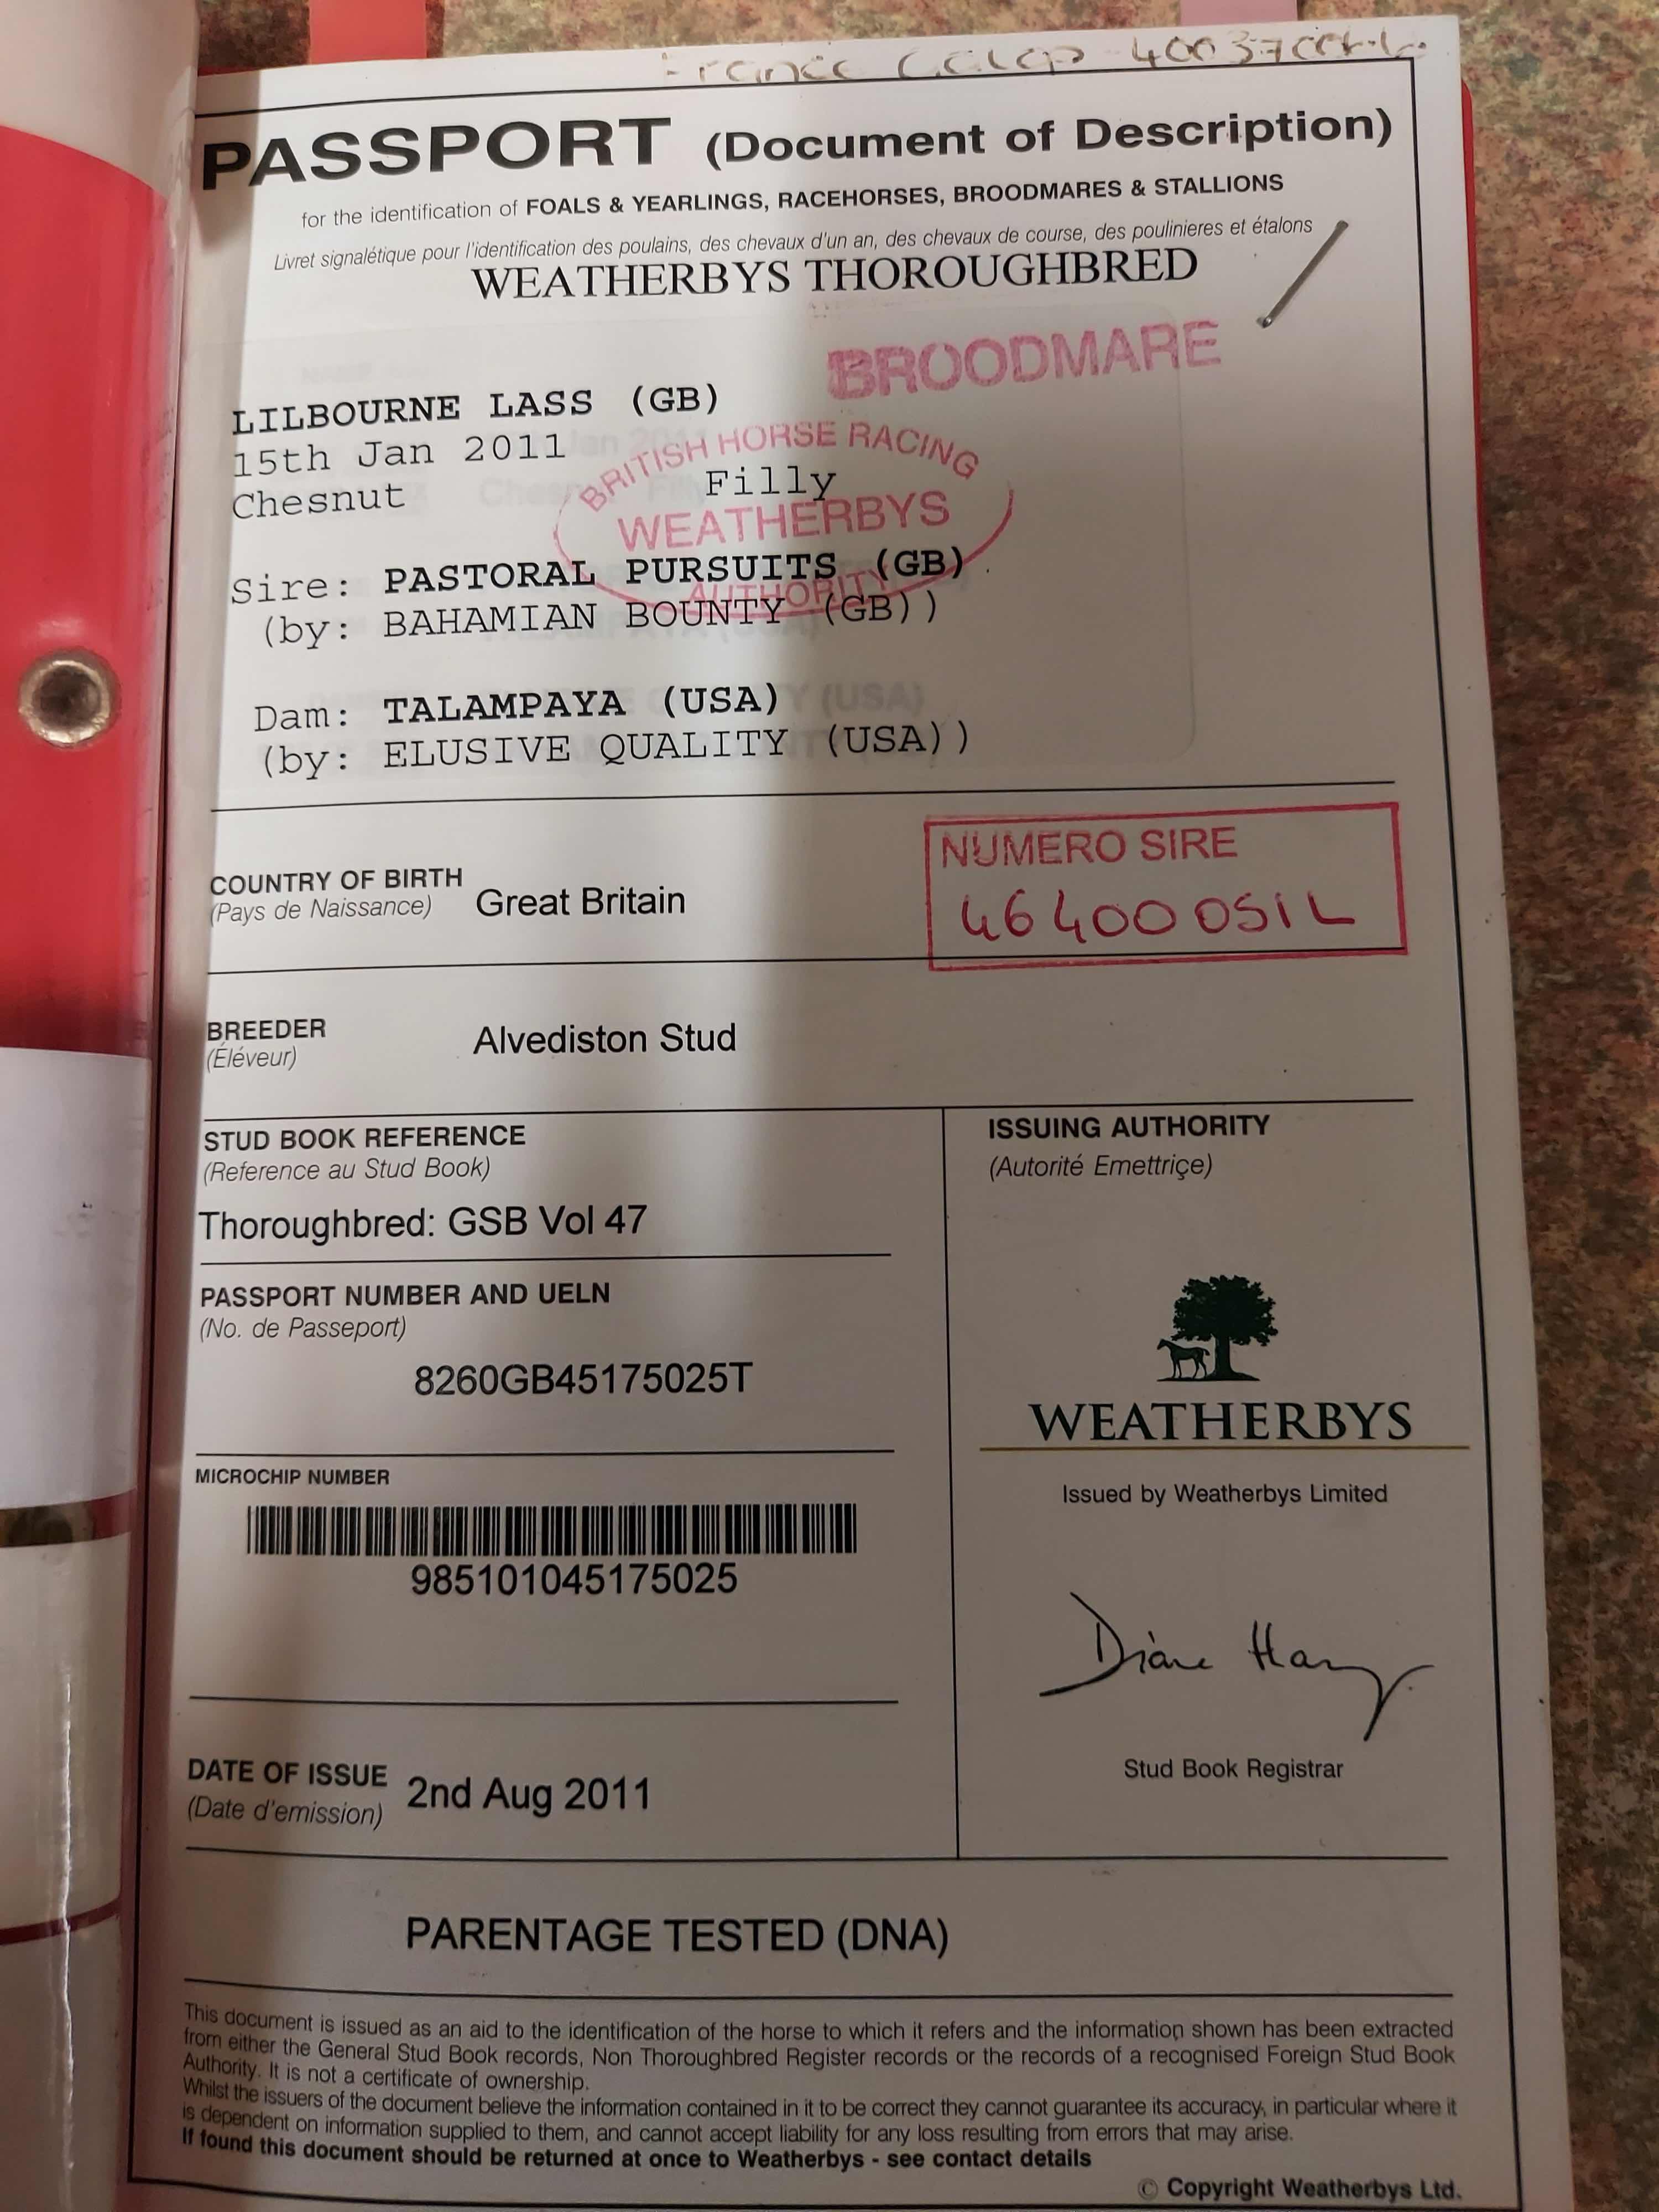 PASSPORT (Document of Description)
for the identification of FOALS & YEARLINGS, RACEHORSES, BROODMARES & STALLIONS
Livret signalétique pour l'identification des poulains, des chevaux d'un an, des chevaux de course, des poulinieres et étalons
WEATHERBYS THOROUGHBRED
BROODMARE
LILBOURNE LASS (GB)
15th Jan 2011
Chesnut Filly
BRITISH HORSE RACING
WEATHERBYS
AUTHORITY
Sire: PASTORAL PURSUITS (GB)
(by: BAHAMIAN BOUNTY (GB))
Dam: TALAMPAYA (USA)
(by: ELUSIVE QUALITY (USA))
COUNTRY OF BIRTH
(Pays de Naissance)
Great Britain
NUMERO SIRE
46400051L
BREEDER
(Éléveur)
Alvediston Stud
STUD BOOK REFERENCE
(Reference au Stud Book)
Thoroughbred: GSB Vol 47
PASSPORT NUMBER AND UELN
(No. de Passeport)
8260GB45175025T
MICROCHIP NUMBER
985101045175025
DATE OF ISSUE
(Date d'emission)
2nd Aug 2011
ISSUING AUTHORITY
(Autorité Emettriçe)
WEATHERBYS
Issued by Weatherbys Limited
Diane
Stud Book Registrar
PARENTAGE TESTED (DNA)
This document is issued as an aid to the identification of the horse to which it refers and the information shown has been extracted
from either the General Stud Book records, Non Thoroughbred Register records or the records of a recognised Foreign Stud Book
Authority. It is not a certificate of ownership.
Whilst the issuers of the document believe the information contained in it to be correct they cannot guarantee its accuracy, in particular where it
is dependent on information supplied to them, and cannot accept liability for any loss resulting from errors that may arise.
If found this document should be returned at once to Weatherbys - see contact details
© Copyright Weatherbys Ltd.